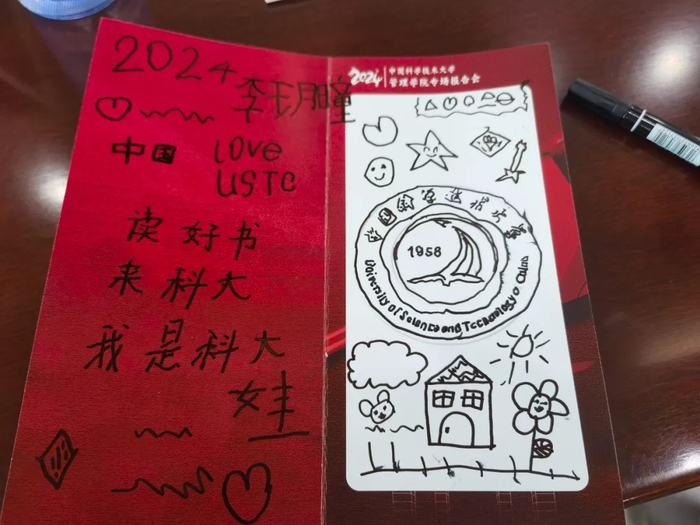 2024
李玥瞳
中国 love
USTC
读好书
来科大
我是科大
娃
2024 中国科学技术大学
管理学院专场报告会
1958
University of Science and Technology of China